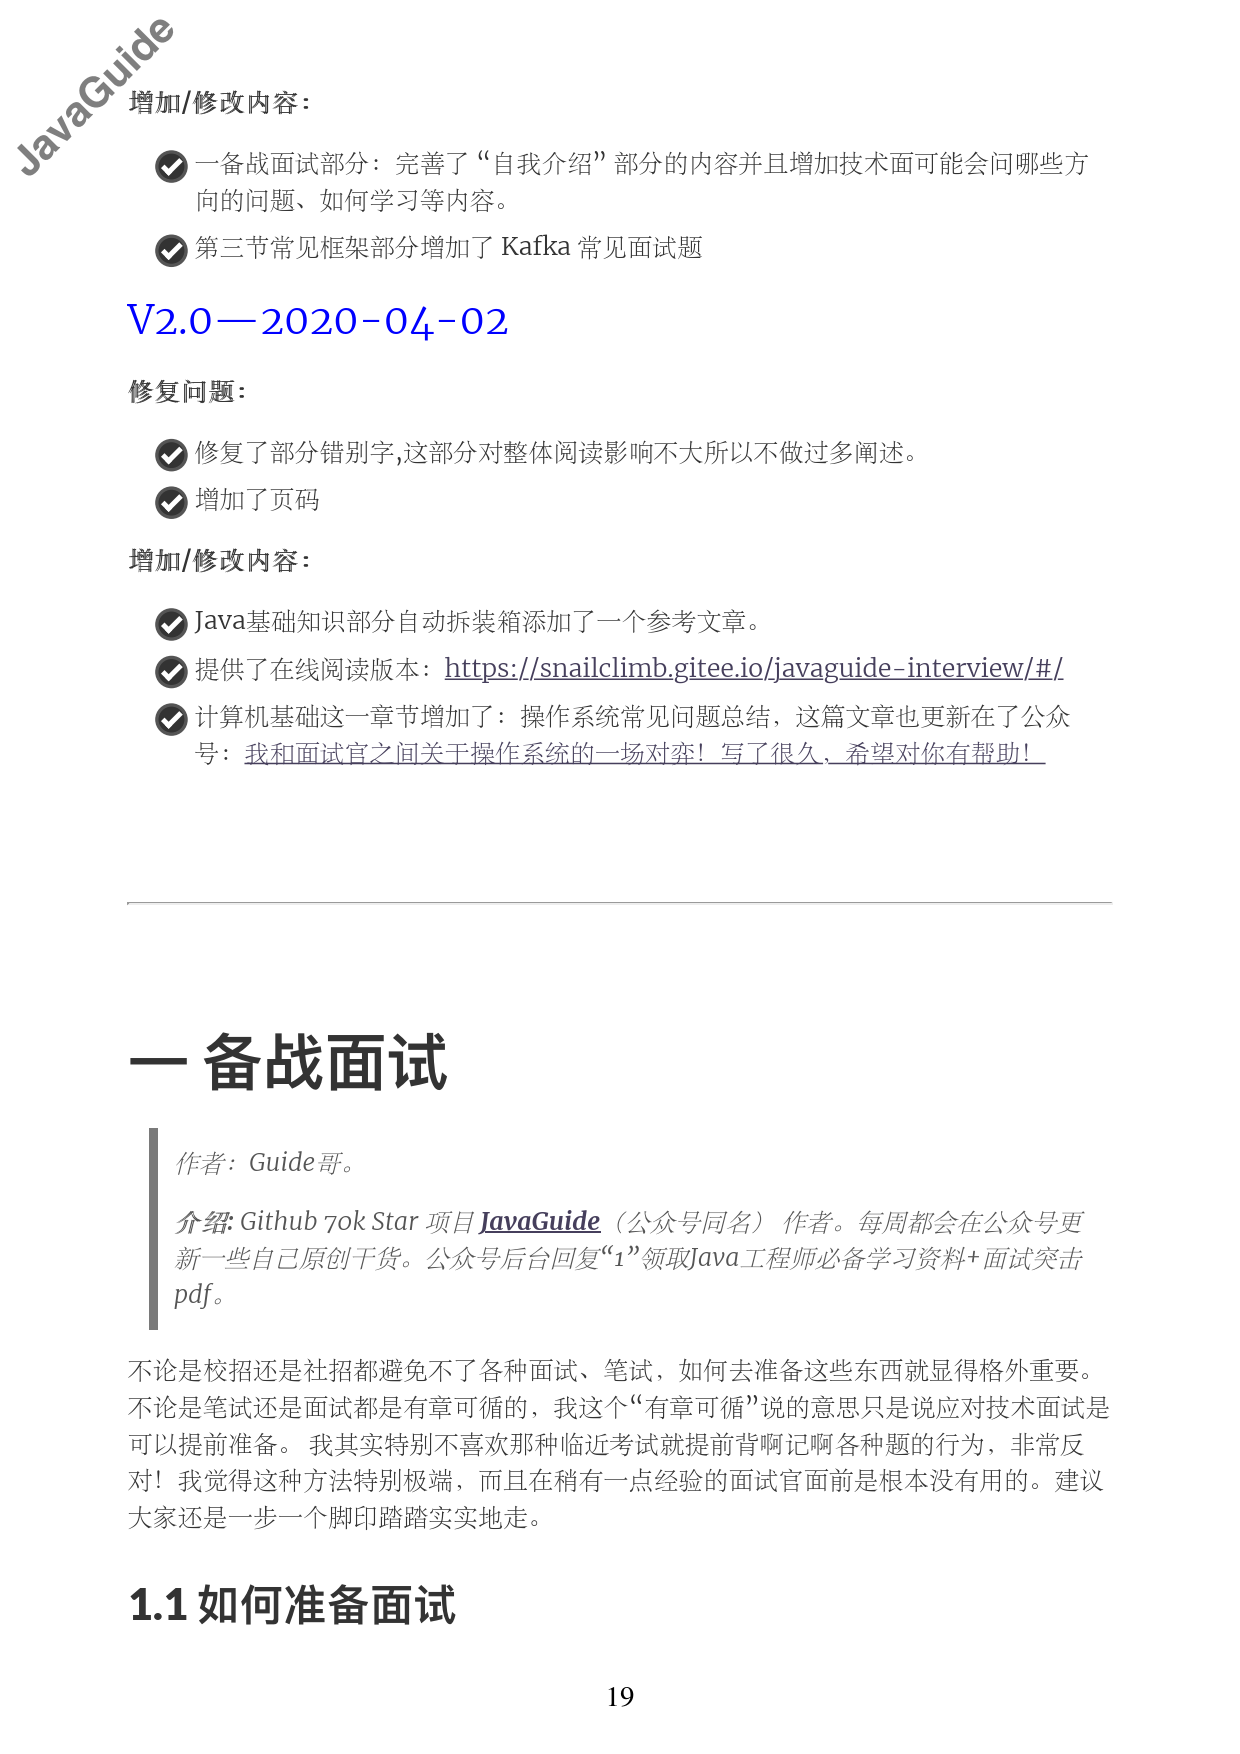 JavaGuide
增加/修改内容：
一备战面试部分：完善了 “自我介绍” 部分的内容并且增加技术面可能会问哪些方
向的问题、如何学习等内容。
第三节常见框架部分增加了 Kafka 常见面试题
V2.0—2020-04-02
修复问题：
修复了部分错别字,这部分对整体阅读影响不大所以不做过多阐述。
增加了页码
增加/修改内容：
Java基础知识部分自动拆装箱添加了一个参考文章。
提供了在线阅读版本：https://snailclimb.gitee.io/javaguide-interview/#/
计算机基础这一章节增加了：操作系统常见问题总结，这篇文章也更新在了公众
号：我和面试官之间关于操作系统的一场对弈！写了很久，希望对你有帮助！
一 备战面试
作者：Guide哥。
介绍: Github 70k Star 项目 JavaGuide（公众号同名） 作者。每周都会在公众号更
新一些自己原创干货。公众号后台回复“1”领取Java工程师必备学习资料+面试突击
pdf。
不论是校招还是社招都避免不了各种面试、笔试，如何去准备这些东西就显得格外重要。
不论是笔试还是面试都是有章可循的，我这个“有章可循”说的意思只是说应对技术面试是
可以提前准备。 我其实特别不喜欢那种临近考试就提前背啊记啊各种题的行为，非常反
对！我觉得这种方法特别极端，而且在稍有一点经验的面试官面前是根本没有用的。建议
大家还是一步一个脚印踏踏实实地走。
1.1 如何准备面试
19